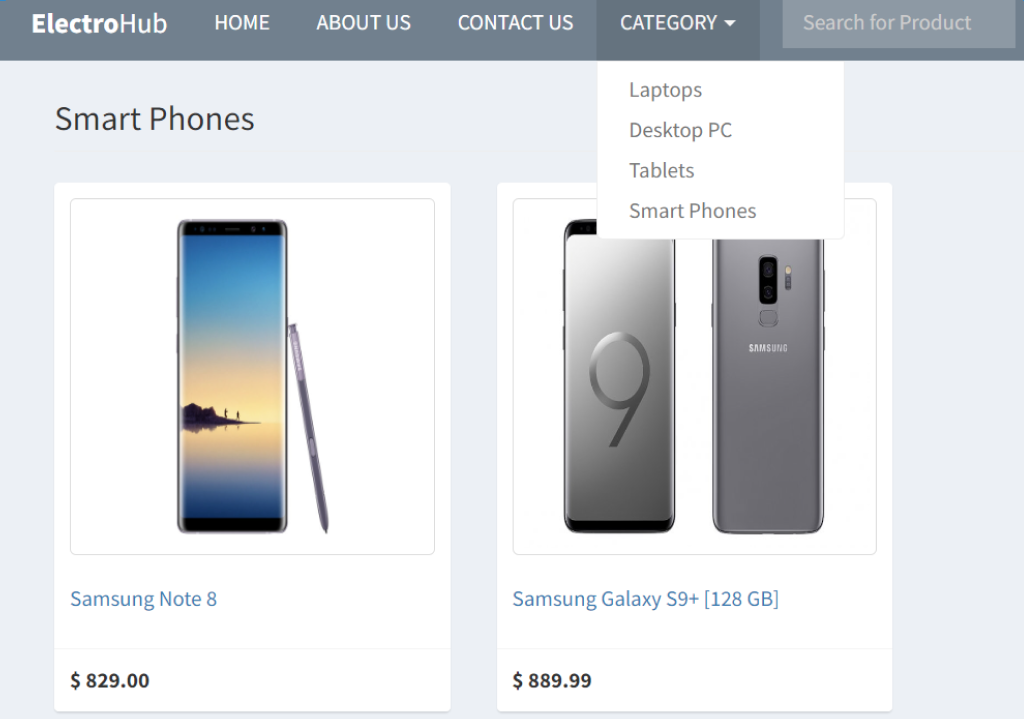 ElectroHub HOME ABOUT US CONTACT US CATEGORY Search for Product
Laptops
Desktop PC
Tablets
Smart Phones
Smart Phones
9
SAMSUNG
Samsung Note 8
Samsung Galaxy S9+ [128 GB]
$ 829.00
$ 889.99